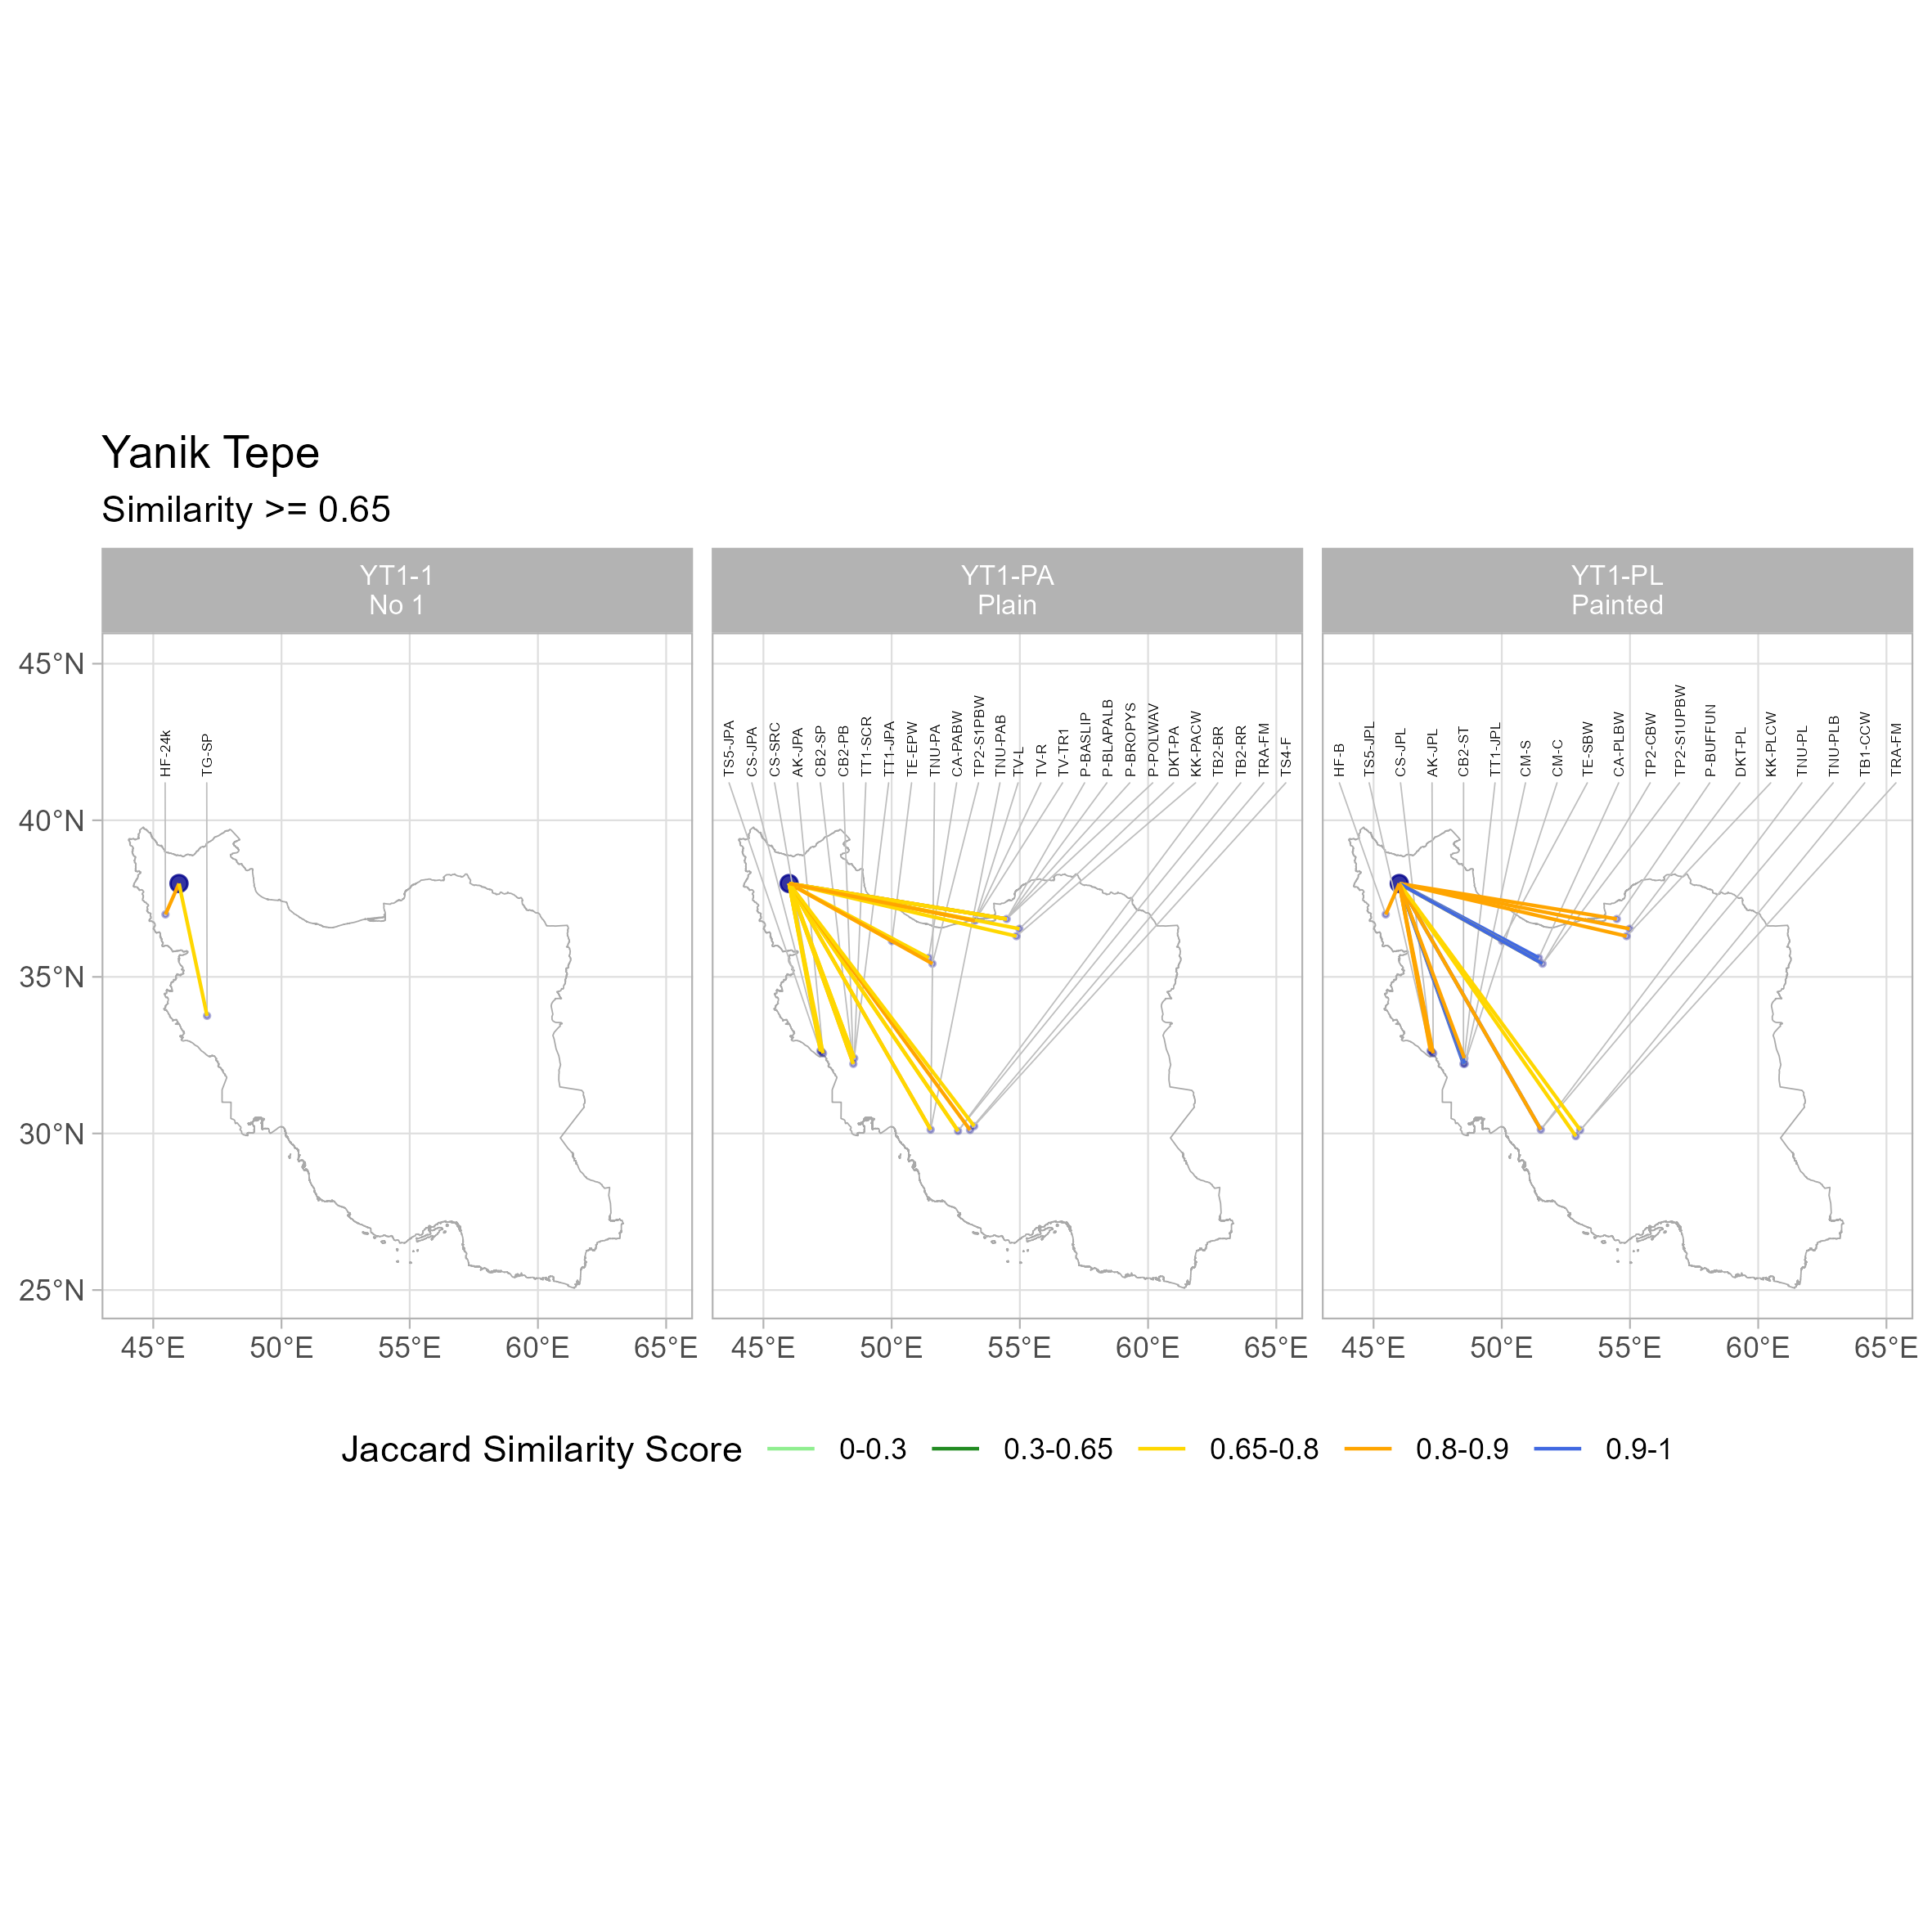 Yanik Tepe
Similarity >= 0.65
YT1-1
No 1
YT1-PA
Plain
YT1-PL
Painted
45°N
40°N
35°N
30°N
25°N
HF-24k
TG-SP
TS5-JPA
CS-JPA
CS-SRC
AK-JPA
CB2-SP
CB2-PB
TT1-SCR
TT1-JPA
TE-EPW
TNU-PA
CA-PABW
TP2-S1PBW
TNU-PAB
TV-L
TV-R
TV-TR1
P-BASLIP
P-BLAPALB
P-BROPYS
P-POLWAV
DKT-PA
KK-PACW
TB2-BR
TB2-RR
TRA-FM
TS4-F
HF-B
TS5-JPL
CS-JPL
AK-JPL
CB2-ST
TT1-JPL
CM-S
CM-C
TE-SBW
CA-PLBW
TP2-CBW
TP2-S1UPBW
P-BUFFUN
DKT-PL
KK-PLCW
TNU-PL
TNU-PLB
TB1-CCW
TRA-FM
45°E 50°E 55°E 60°E 65°E
45°E 50°E 55°E 60°E 65°E
45°E 50°E 55°E 60°E 65°E
Jaccard Similarity Score 0-0.3 0.3-0.65 0.65-0.8 0.8-0.9 0.9-1